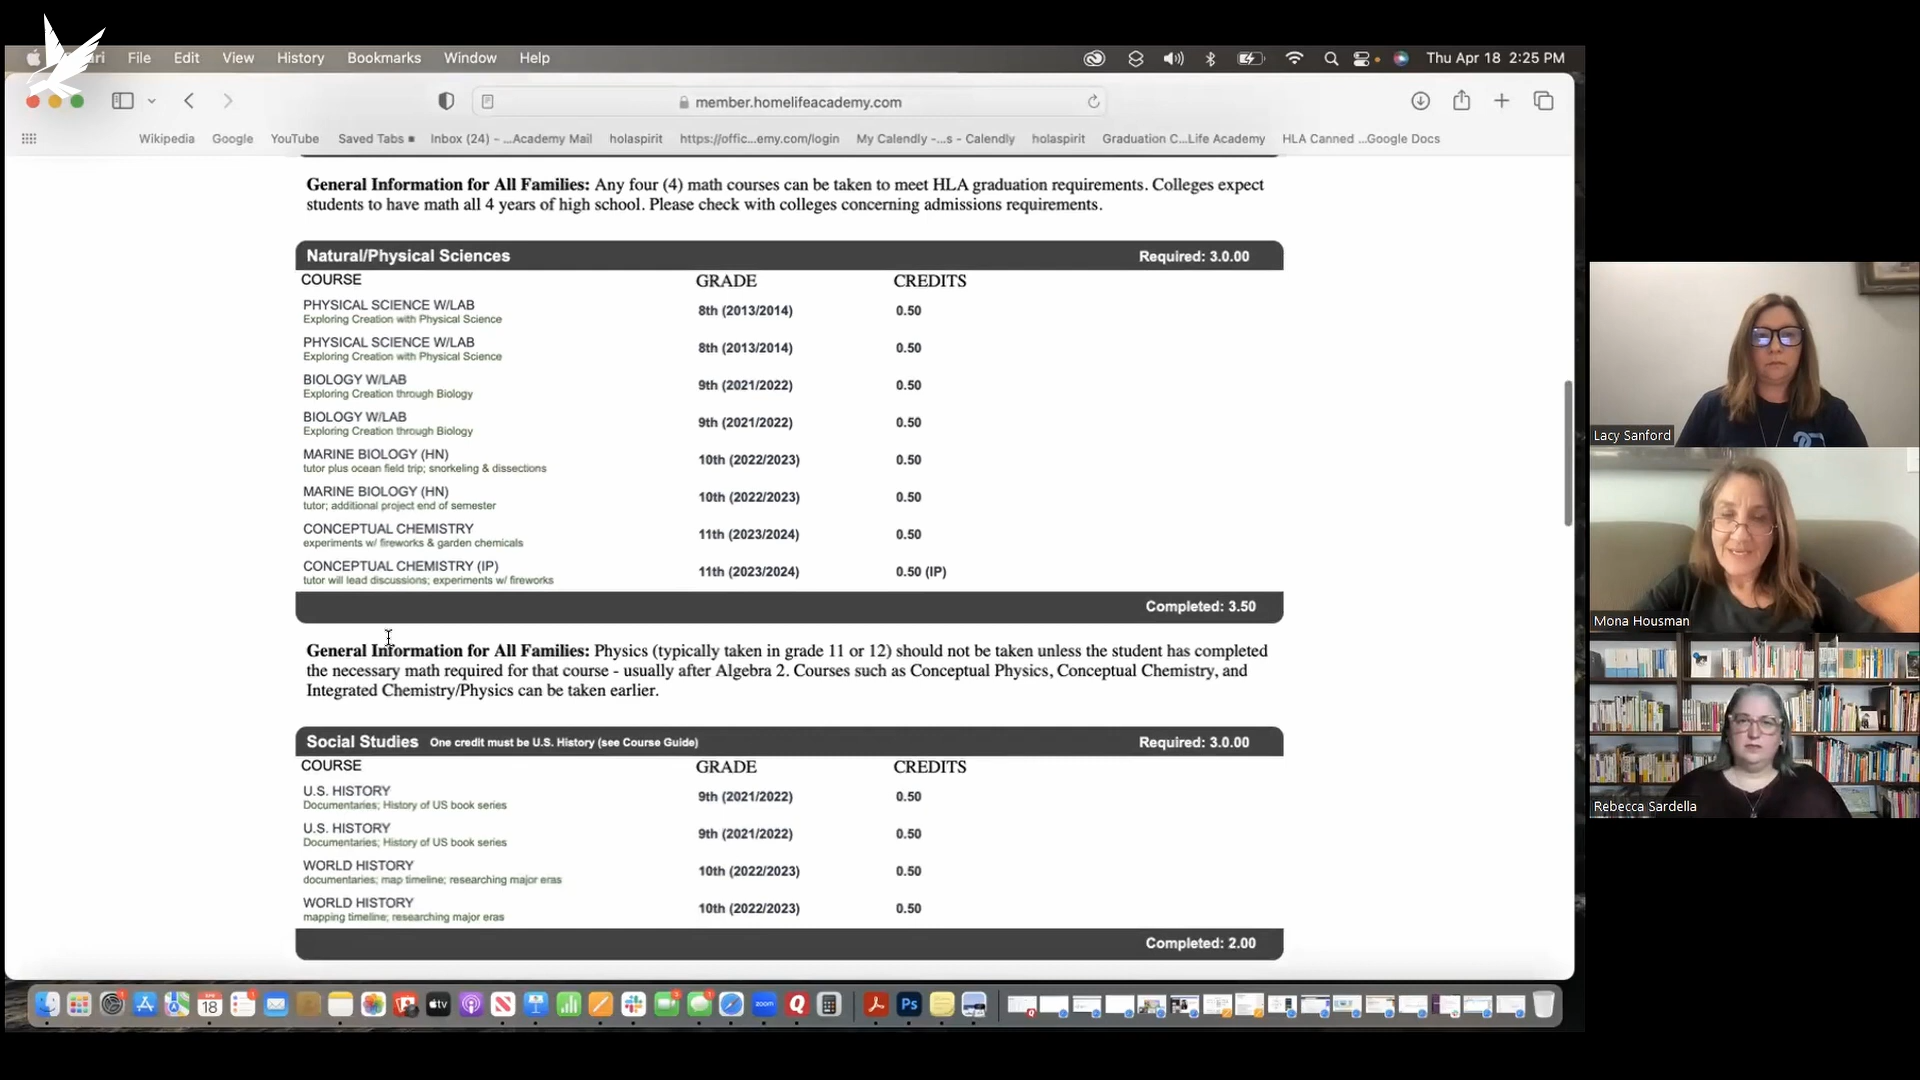 File Edit View History Bookmarks Window Help Thu Apr 18 2:25 PM
member.homelifeacademy.com
Wikipedia Google YouTube Saved Tabs Inbox (24) – ...Academy Mail holaspirit https://offic...emy.com/login My Calendly -...s - Calendly holaspirit Graduation C...Life Academy HLA Canned ...Google Docs
General Information for All Families: Any four (4) math courses can be taken to meet HLA graduation requirements. Colleges expect
students to have math all 4 years of high school. Please check with colleges concerning admissions requirements.
Natural/Physical Sciences Required: 3.0.00
COURSE GRADE CREDITS
PHYSICAL SCIENCE W/LAB 8th (2013/2014) 0.50
Exploring Creation with Physical Science
PHYSICAL SCIENCE W/LAB 8th (2013/2014) 0.50
Exploring Creation with Physical Science
BIOLOGY W/LAB 9th (2021/2022) 0.50
Exploring Creation through Biology
BIOLOGY W/LAB 9th (2021/2022) 0.50
Exploring Creation through Biology
MARINE BIOLOGY (HN) 10th (2022/2023) 0.50
tutor plus ocean field trip; snorkeling & dissections
MARINE BIOLOGY (HN) 10th (2022/2023) 0.50
tutor; additional project end of semester
CONCEPTUAL CHEMISTRY 11th (2023/2024) 0.50
experiments w/ fireworks & garden chemicals
CONCEPTUAL CHEMISTRY (IP) 11th (2023/2024) 0.50 (IP)
tutor will lead discussions; experiments w/ fireworks
Completed: 3.50
General Information for All Families: Physics (typically taken in grade 11 or 12) should not be taken unless the student has completed
the necessary math required for that course - usually after Algebra 2. Courses such as Conceptual Physics, Conceptual Chemistry, and
Integrated Chemistry/Physics can be taken earlier.
Social Studies One credit must be U.S. History (see Course Guide) Required: 3.0.00
COURSE GRADE CREDITS
U.S. HISTORY 9th (2021/2022) 0.50
Documentaries; History of US book series
U.S. HISTORY 9th (2021/2022) 0.50
Documentaries; History of US book series
WORLD HISTORY 10th (2022/2023) 0.50
documentaries; map timeline; researching major eras
WORLD HISTORY 10th (2022/2023) 0.50
mapping timeline; researching major eras
Completed: 2.00
Lacy Sanford
Mona Housman
Rebecca Sardella
18
tv
zoom
Ps